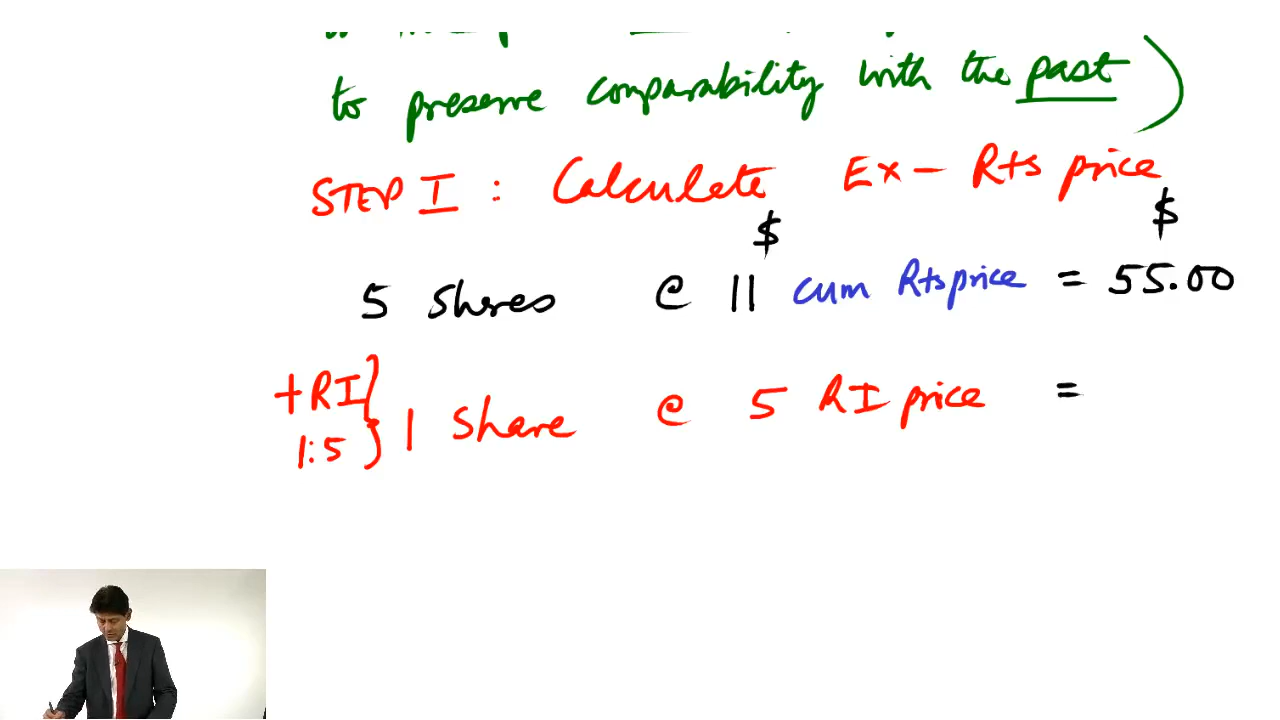 to preserve comparability with the past)
STEP I : Calculate Ex - Rts price
$ $
5 shares @ 11 cum Rts price = 55.00
+RI
1:5 } 1 share @ 5 RI price =